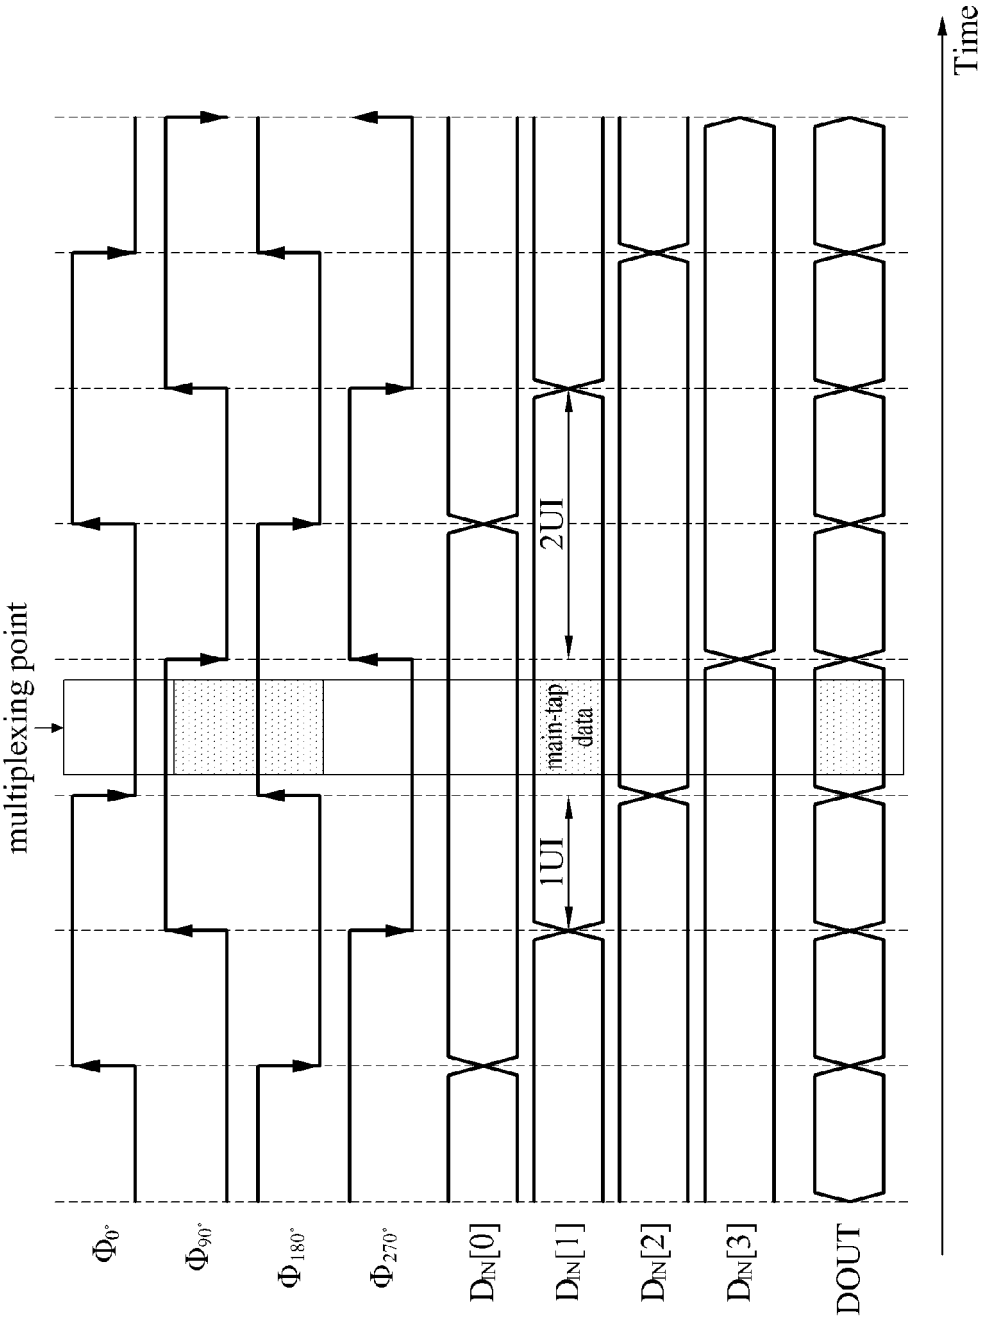 multiplexing point
Φ0°
Φ90°
Φ180°
Φ270°
DIN[0]
DIN[1]
1UI
main-tap
data
2UI
DIN[2]
DIN[3]
DOUT
Time